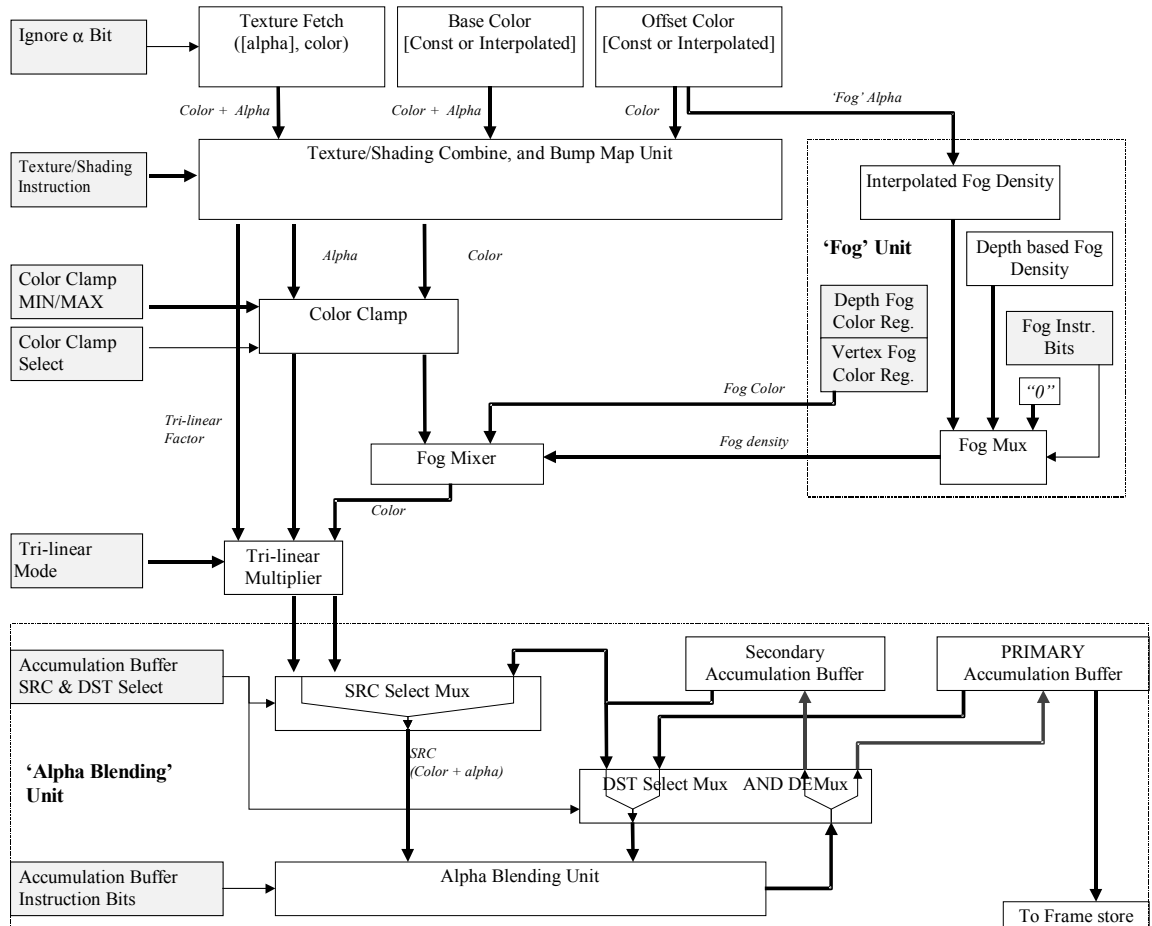 Ignore α Bit
Texture Fetch
([alpha], color)
Base Color
[Const or Interpolated]
Offset Color
[Const or Interpolated]
Color + Alpha
Color + Alpha
Color
'Fog' Alpha
Texture/Shading
Instruction
Texture/Shading Combine, and Bump Map Unit
Interpolated Fog Density
'Fog' Unit
Depth based Fog
Density
Alpha
Color
Color Clamp
MIN/MAX
Color Clamp
Select
Color Clamp
Depth Fog
Color Reg.
Vertex Fog
Color Reg.
Fog Instr.
Bits
"0"
Fog Color
Tri-linear
Factor
Fog Mixer
Fog density
Fog Mux
Color
Tri-linear
Mode
Tri-linear
Multiplier
Accumulation Buffer
SRC & DST Select
SRC Select Mux
Secondary
Accumulation Buffer
PRIMARY
Accumulation Buffer
SRC
(Color + alpha)
'Alpha Blending'
Unit
DST Select Mux AND DEMux
Accumulation Buffer
Instruction Bits
Alpha Blending Unit
To Frame store